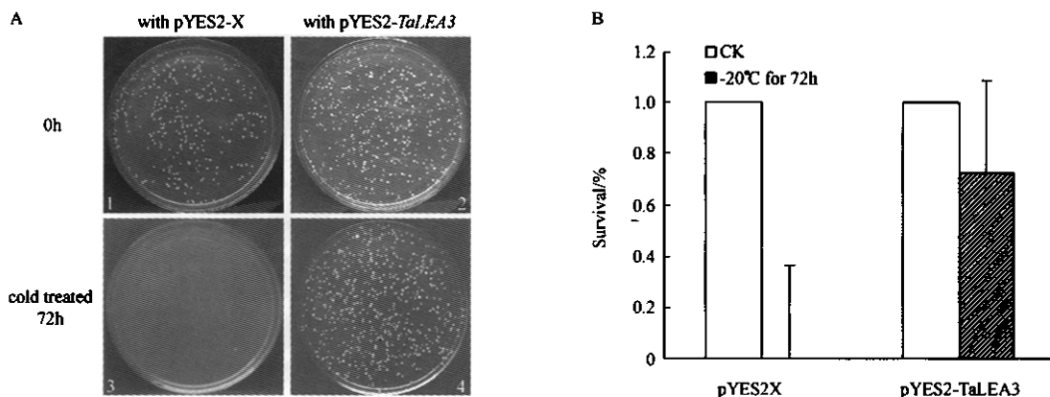 A
with pYES2-X
with pYES2-TaLEA3
0h
1
2
cold treated
72h
3
4
B
CK
-20℃ for 72h
Survival/%
1.2
1.0
0.8
0.6
0.4
0.2
0
pYES2X
pYES2-TaLEA3